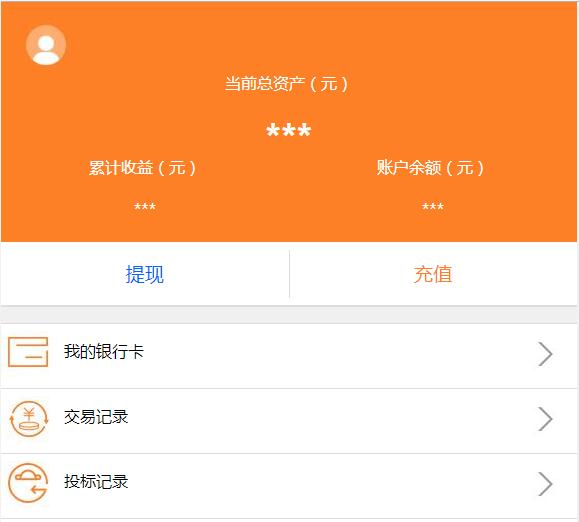 当前总资产（元）
***
累计收益（元） 账户余额（元）
*** ***
提现 充值
我的银行卡
交易记录
投标记录